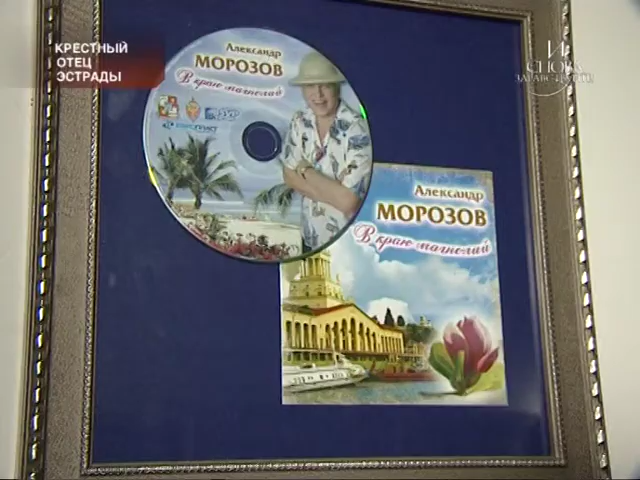 КРЕСТНЫЙ
ОТЕЦ
ЭСТРАДЫ
И
СНОВА
ЗДРАВСТВУЙТЕ
Александр
МОРОЗОВ
В краю магнолий
Александр
МОРОЗОВ
В краю магнолий